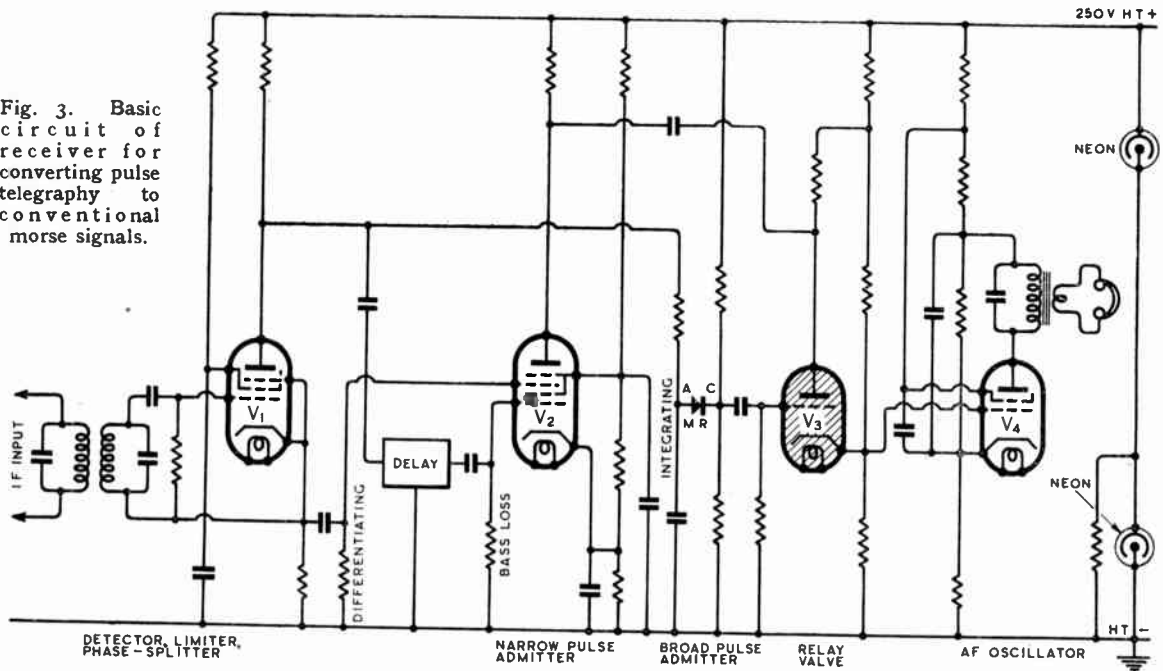 250V HT+
Fig. 3. Basic
circuit of
receiver for
converting pulse
telegraphy to
conventional
morse signals.
NEON
IF INPUT
V1
DELAY
DIFFERENTIATING
V2
BASS LOSS
INTEGRATING
A C
MR
V3
V4
NEON
HT-
DETECTOR, LIMITER,
PHASE-SPLITTER
NARROW PULSE
ADMITTER
BROAD PULSE
ADMITTER
RELAY
VALVE
AF OSCILLATOR